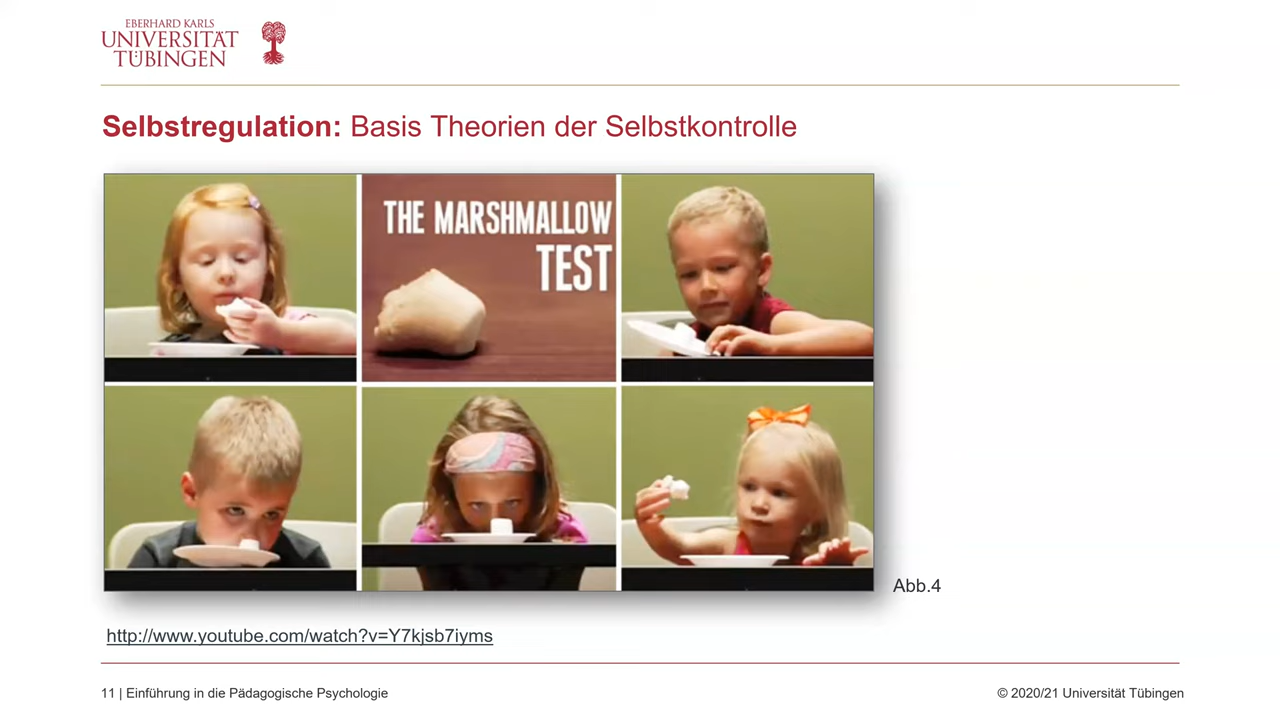 EBERHARD KARLS
UNIVERSITÄT
TÜBINGEN
Selbstregulation: Basis Theorien der Selbstkontrolle
THE MARSHMALLOW
TEST
Abb.4
http://www.youtube.com/watch?v=Y7kjsb7iyms
11 | Einführung in die Pädagogische Psychologie
© 2020/21 Universität Tübingen